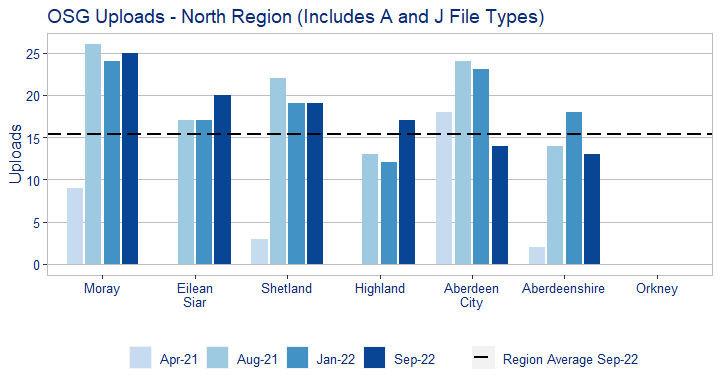 OSG Uploads - North Region (Includes A and J File Types)
Uploads
25
20
15
10
5
0
Moray
Eilean
Siar
Shetland
Highland
Aberdeen
City
Aberdeenshire
Orkney
Apr-21
Aug-21
Jan-22
Sep-22
Region Average Sep-22